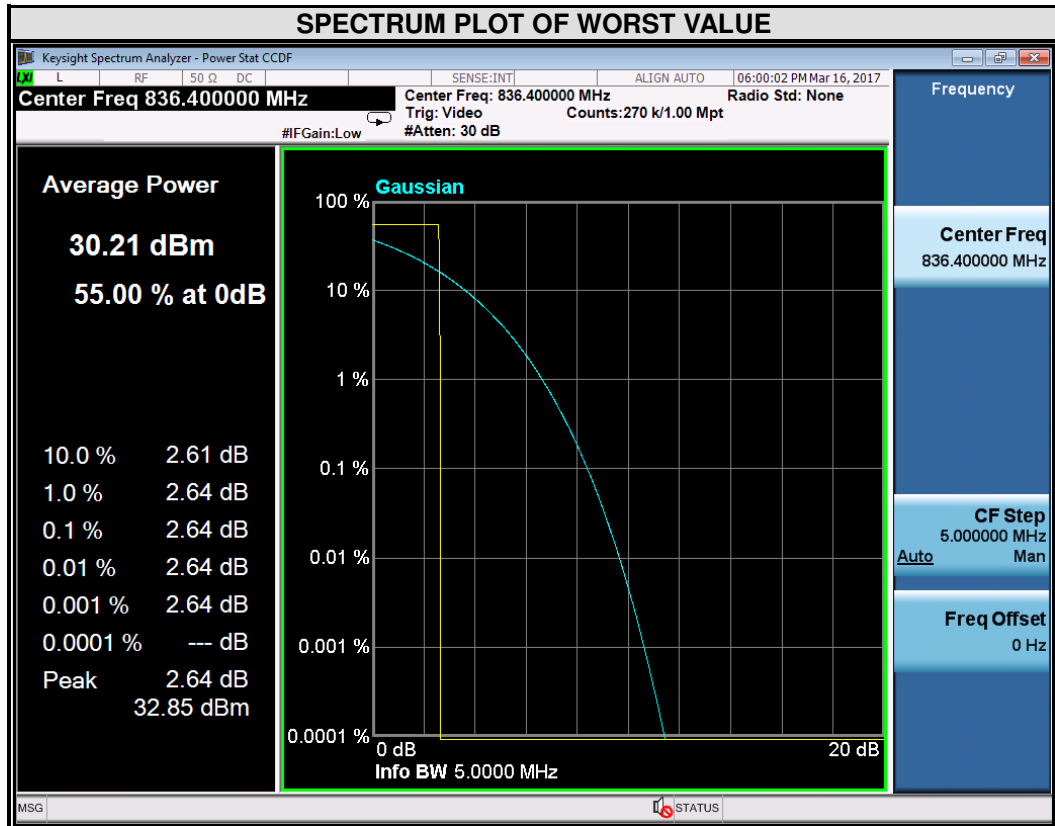 SPECTRUM PLOT OF WORST VALUE
Keysight Spectrum Analyzer - Power Stat CCDF
LXI L RF 50 Ω DC SENSE:INT ALIGN AUTO 06:00:02 PM Mar 16, 2017
Center Freq 836.400000 MHz
Center Freq: 836.400000 MHz Radio Std: None
Trig: Video Counts:270 k/1.00 Mpt
#IFGain:Low #Atten: 30 dB
Average Power
30.21 dBm
55.00 % at 0dB
10.0 % 2.61 dB
1.0 % 2.64 dB
0.1 % 2.64 dB
0.01 % 2.64 dB
0.001 % 2.64 dB
0.0001 % --- dB
Peak 2.64 dB
32.85 dBm
Gaussian
100 %
10 %
1 %
0.1 %
0.01 %
0.001 %
0.0001 %
0 dB 20 dB
Info BW 5.0000 MHz
Frequency
Center Freq
836.400000 MHz
CF Step
5.000000 MHz
Auto Man
Freq Offset
0 Hz
MSG STATUS